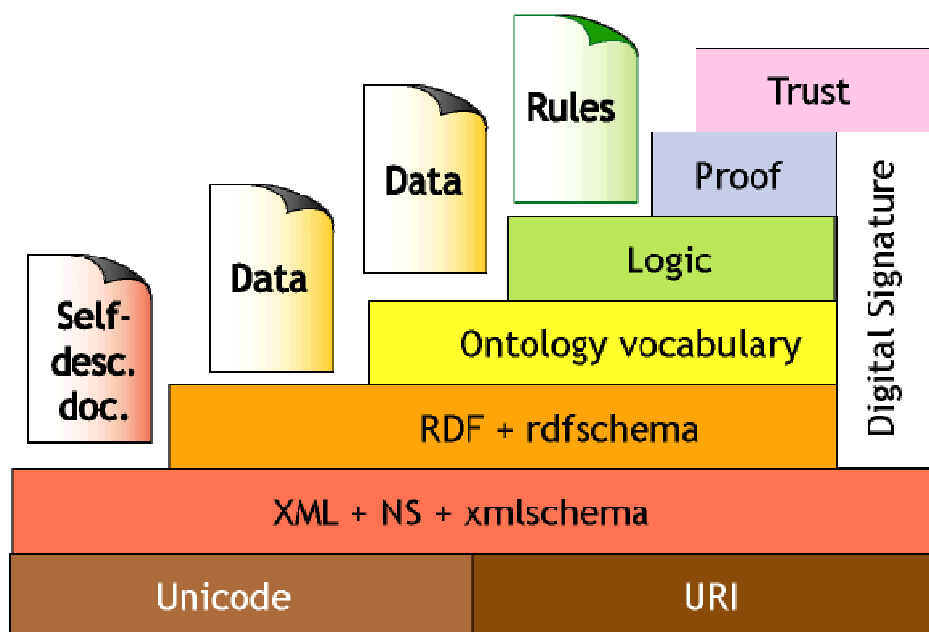 Rules
Trust
Data
Proof
Data
Logic
Self-
desc.
doc.
Ontology vocabulary
Digital Signature
RDF + rdfschema
XML + NS + xmlschema
Unicode
URI